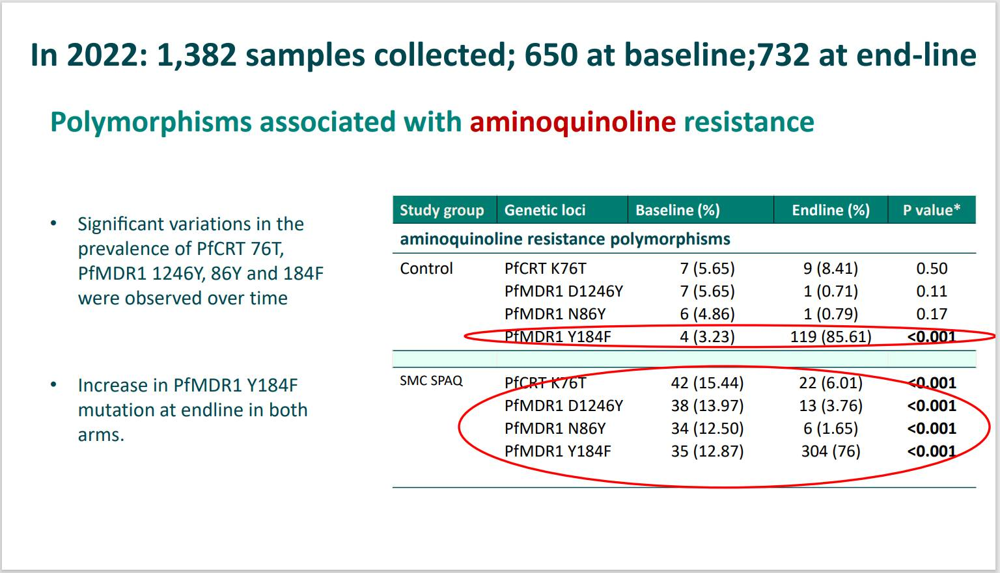 In 2022: 1,382 samples collected; 650 at baseline;732 at end-line
Polymorphisms associated with aminoquinoline resistance
• Significant variations in the
prevalence of PfCRT 76T,
PfMDR1 1246Y, 86Y and 184F
were observed over time
• Increase in PfMDR1 Y184F
mutation at endline in both
arms.
Study group Genetic loci Baseline (%) Endline (%) P value*
aminoquinoline resistance polymorphisms
Control PfCRT K76T 7 (5.65) 9 (8.41) 0.50
PfMDR1 D1246Y 7 (5.65) 1 (0.71) 0.11
PfMDR1 N86Y 6 (4.86) 1 (0.79) 0.17
PfMDR1 Y184F 4 (3.23) 119 (85.61) <0.001
SMC SPAQ PfCRT K76T 42 (15.44) 22 (6.01) <0.001
PfMDR1 D1246Y 38 (13.97) 13 (3.76) <0.001
PfMDR1 N86Y 34 (12.50) 6 (1.65) <0.001
PfMDR1 Y184F 35 (12.87) 304 (76) <0.001